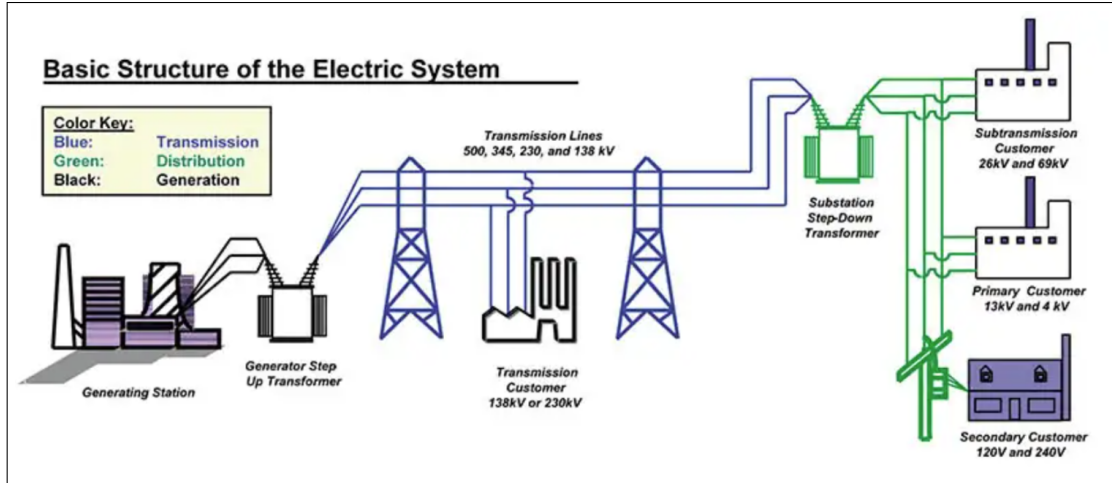 Basic Structure of the Electric System
Color Key:
Blue: Transmission
Green: Distribution
Black: Generation
Transmission Lines
500, 345, 230, and 138 kV
Subtransmission
Customer
26kV and 69kV
Substation
Step-Down
Transformer
Primary Customer
13kV and 4 kV
Generating Station
Generator Step
Up Transformer
Transmission
Customer
138kV or 230kV
Secondary Customer
120V and 240V